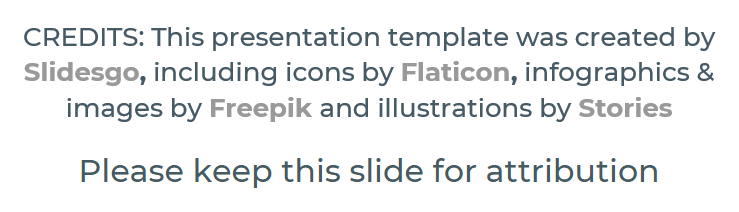 CREDITS: This presentation template was created by
Slidesgo, including icons by Flaticon, infographics &
images by Freepik and illustrations by Stories
Please keep this slide for attribution